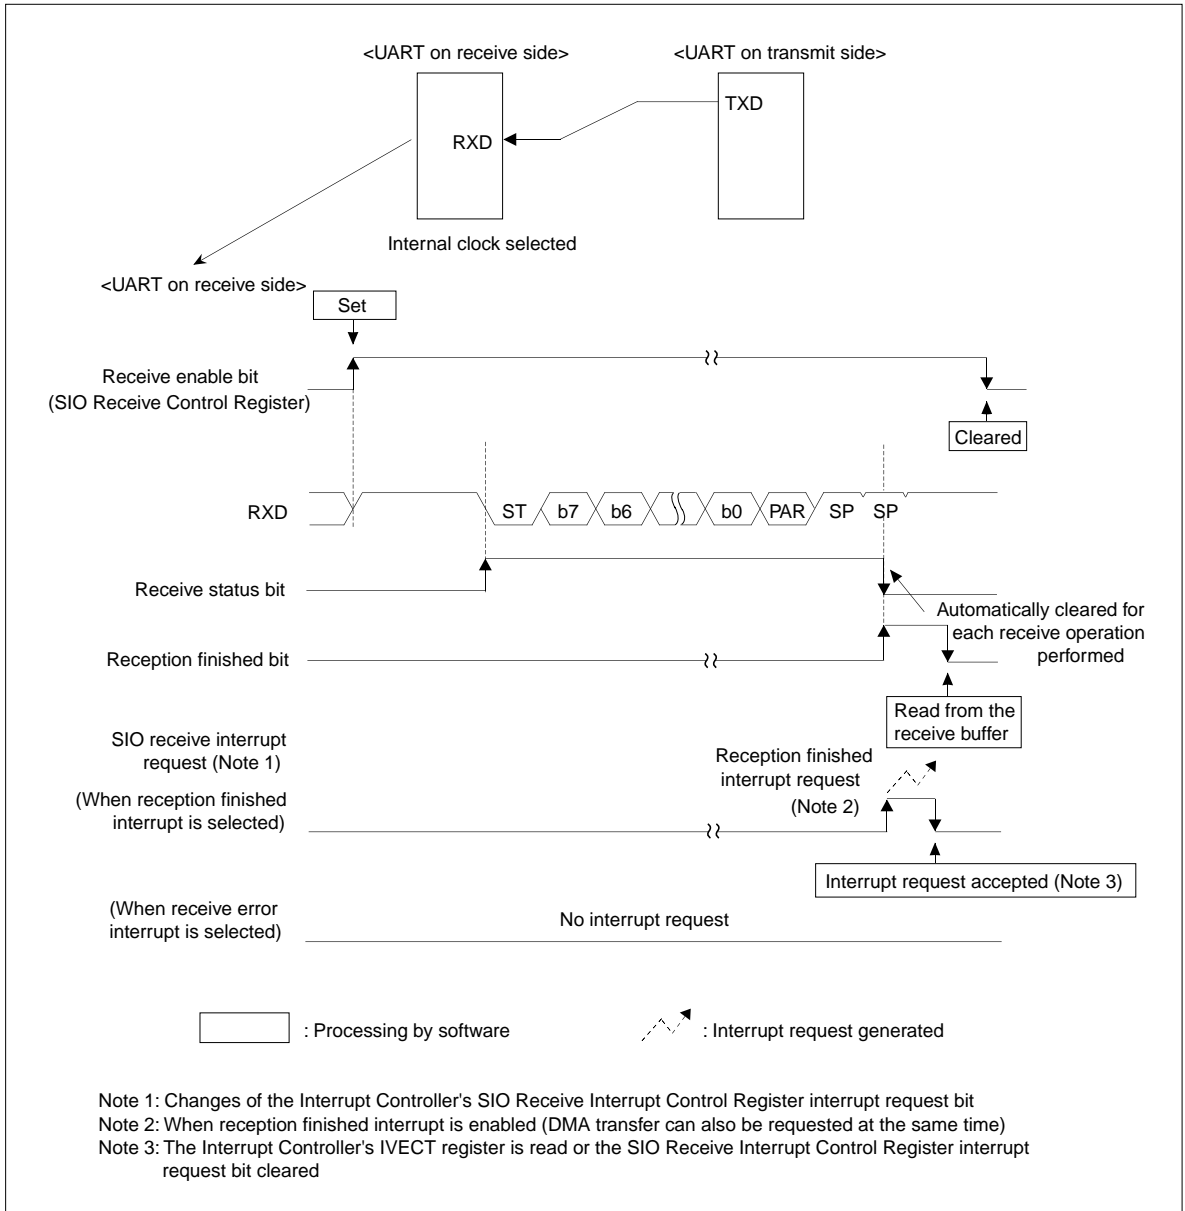 <UART on receive side>
<UART on transmit side>
TXD
RXD
Internal clock selected
<UART on receive side>
Set
Receive enable bit
(SIO Receive Control Register)
Cleared
RXD
ST
b7
b6
b0
PAR
SP
SP
Receive status bit
Automatically cleared for
each receive operation
performed
Reception finished bit
Read from the
receive buffer
SIO receive interrupt
request (Note 1)
Reception finished
interrupt request
(Note 2)
(When reception finished
interrupt is selected)
Interrupt request accepted (Note 3)
(When receive error
interrupt is selected)
No interrupt request
: Processing by software
: Interrupt request generated
Note 1: Changes of the Interrupt Controller's SIO Receive Interrupt Control Register interrupt request bit
Note 2: When reception finished interrupt is enabled (DMA transfer can also be requested at the same time)
Note 3: The Interrupt Controller's IVECT register is read or the SIO Receive Interrupt Control Register interrupt
request bit cleared